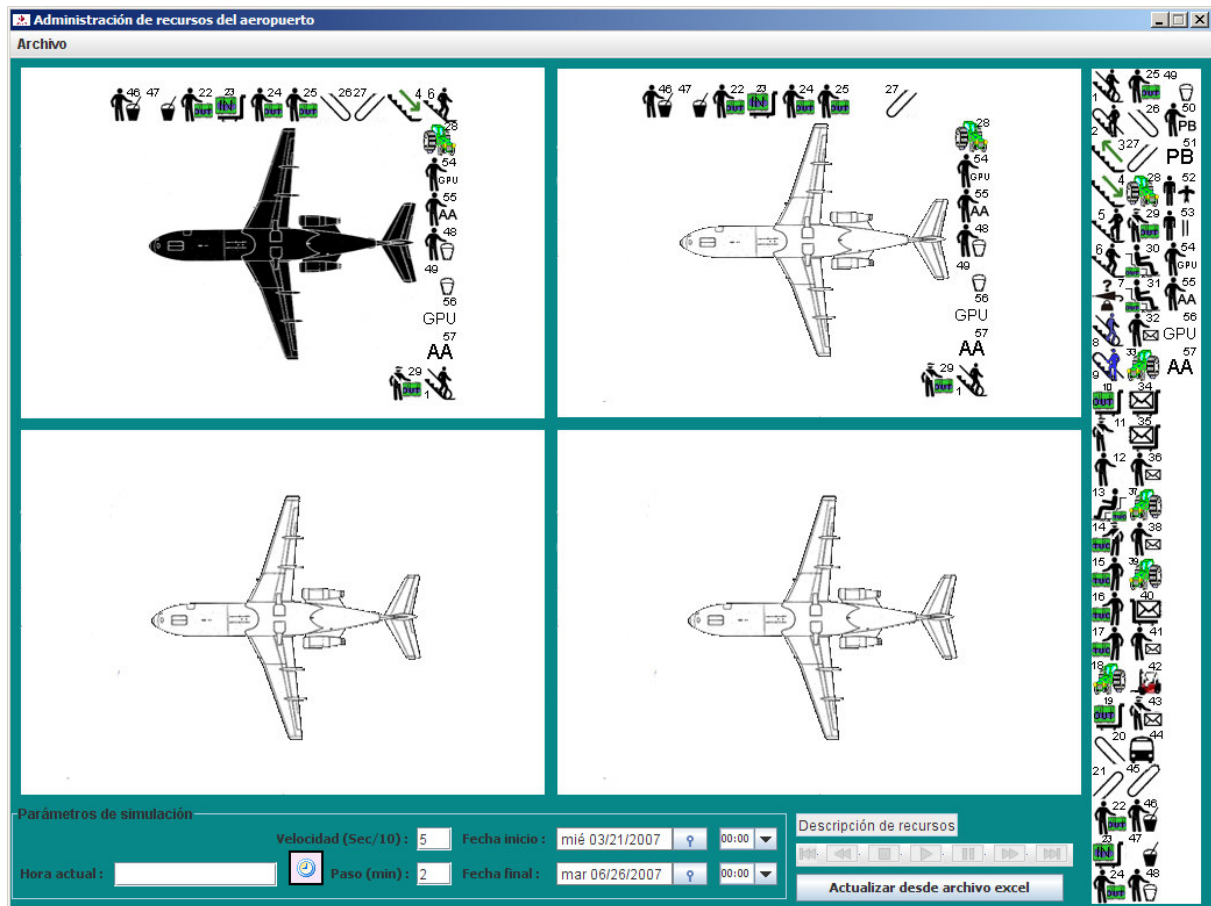 Administración de recursos del aeropuerto
Archivo
46 47 22 23 24 25 26 27 4 6
28
54
GPU
55
AA
48
49
56
GPU
57
AA
29 1
OUT
46 47 22 23 24 25 27
28
54
GPU
55
AA
48
49
56
GPU
57
AA
29 1
OUT
1 25 49
2 26 50
PB
3 27 51
PB
4 28 52
5 29 53
6 30 54
GPU
7 31 55
? AA
8 32 56
GPU
9 33 57
AA
10 34
OUT
11 35
12 36
13 37
14 38
15 39
16 40
17 41
18 42
19 43
OUT
20 44
21 45
22 46
OUT
23 47
IN
24 48
OUT
Parámetros de simulación
Velocidad (Sec/10) : 5 Fecha inicio : mié 03/21/2007 00:00
Hora actual : Paso (min) : 2 Fecha final : mar 06/26/2007 00:00
Descripción de recursos
Actualizar desde archivo excel